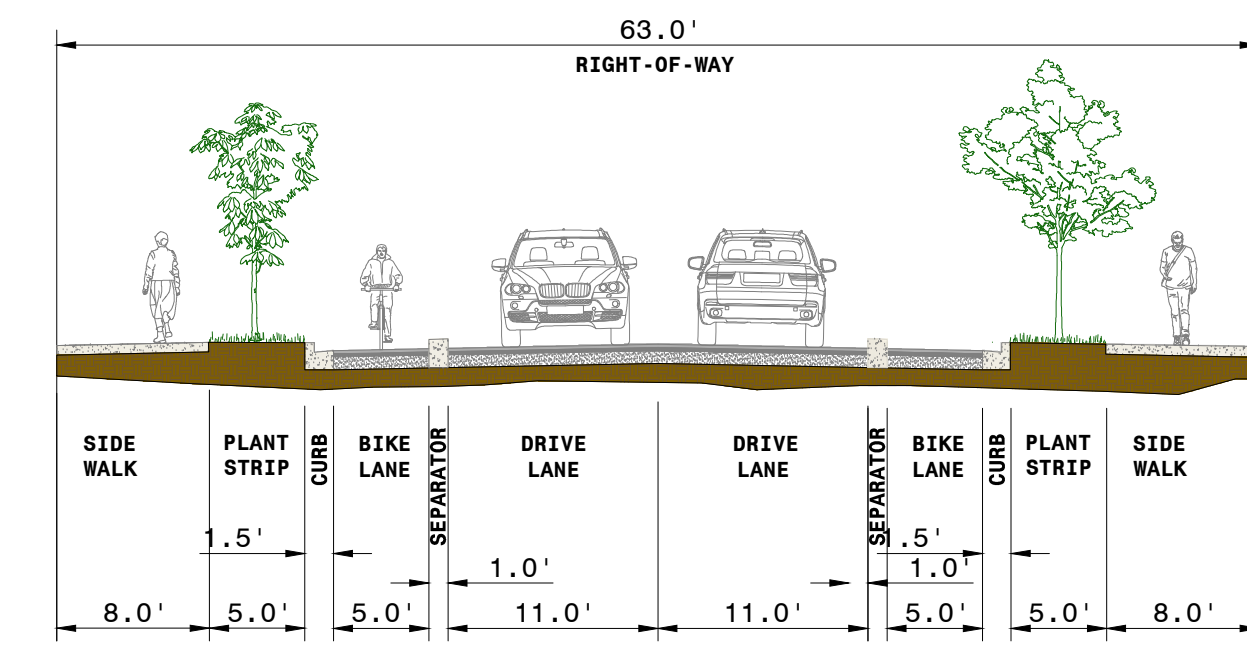 63.0'
RIGHT-OF-WAY
SIDE WALK
PLANT STRIP
CURB
BIKE LANE
SEPARATOR
DRIVE LANE
DRIVE LANE
SEPARATOR
BIKE LANE
CURB
PLANT STRIP
SIDE WALK
1.5'
1.5'
1.0'
1.0'
8.0'
5.0'
5.0'
11.0'
11.0'
5.0'
5.0'
8.0'